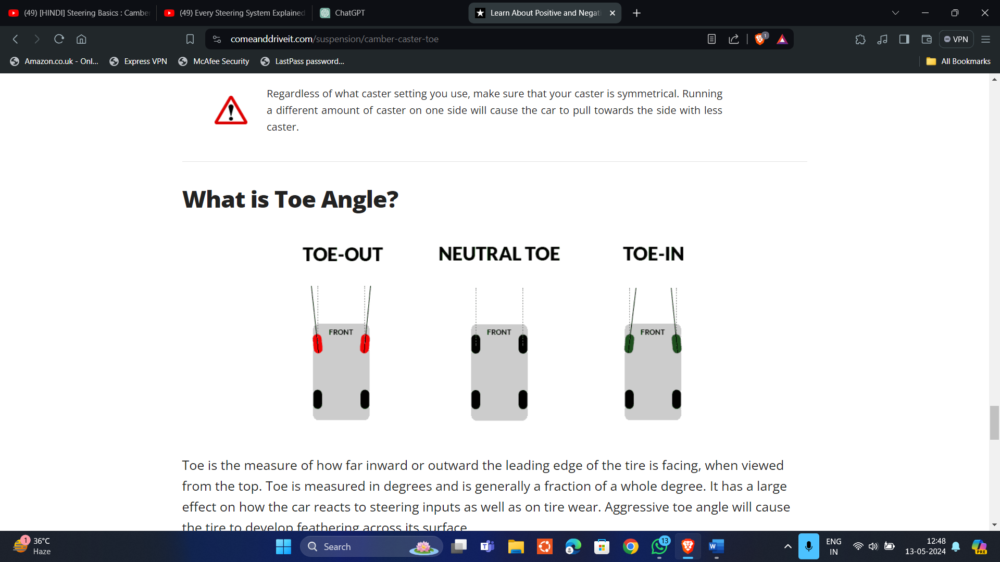 (49) [HINDI] Steering Basics : Cambe
(49) Every Steering System Explained
ChatGPT
Learn About Positive and Negati
comeanddriveit.com/suspension/camber-caster-toe
1
VPN
Amazon.co.uk - Onl...
Express VPN
McAfee Security
LastPass password...
All Bookmarks
Regardless of what caster setting you use, make sure that your caster is symmetrical. Running
a different amount of caster on one side will cause the car to pull towards the side with less
caster.
What is Toe Angle?
TOE-OUT
NEUTRAL TOE
TOE-IN
FRONT
FRONT
FRONT
Toe is the measure of how far inward or outward the leading edge of the tire is facing, when viewed
from the top. Toe is measured in degrees and is generally a fraction of a whole degree. It has a large
effect on how the car reacts to steering inputs as well as on tire wear. Aggressive toe angle will cause
the tire to develop feathering across its surface
1
36°C
Haze
Search
13
ENG
IN
12:48
13-05-2024
PRE